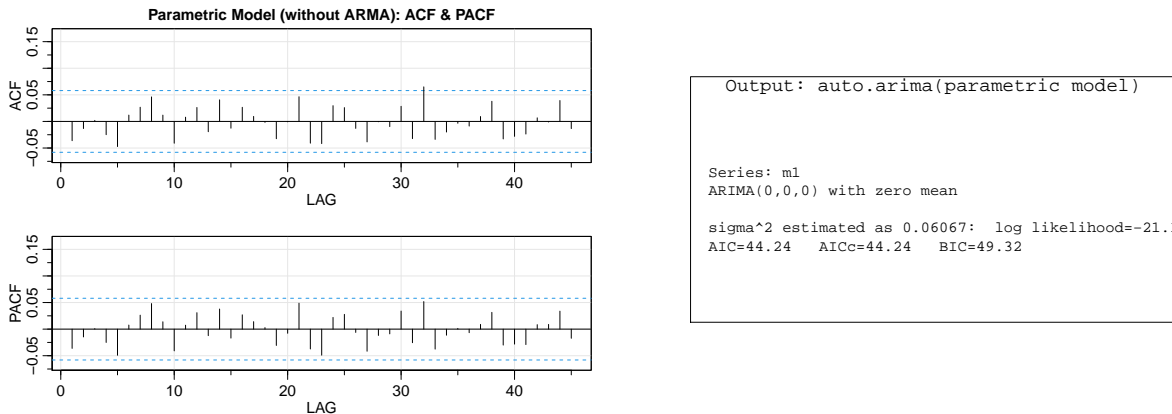 Parametric Model (without ARMA): ACF & PACF
ACF
−0.05 0.05 0.15
0 10 20 30 40
LAG
PACF
−0.05 0.05 0.15
0 10 20 30 40
LAG
Output: auto.arima(parametric model)
Series: m1
ARIMA(0,0,0) with zero mean
sigma^2 estimated as 0.06067: log likelihood=−21.
AIC=44.24 AICc=44.24 BIC=49.32